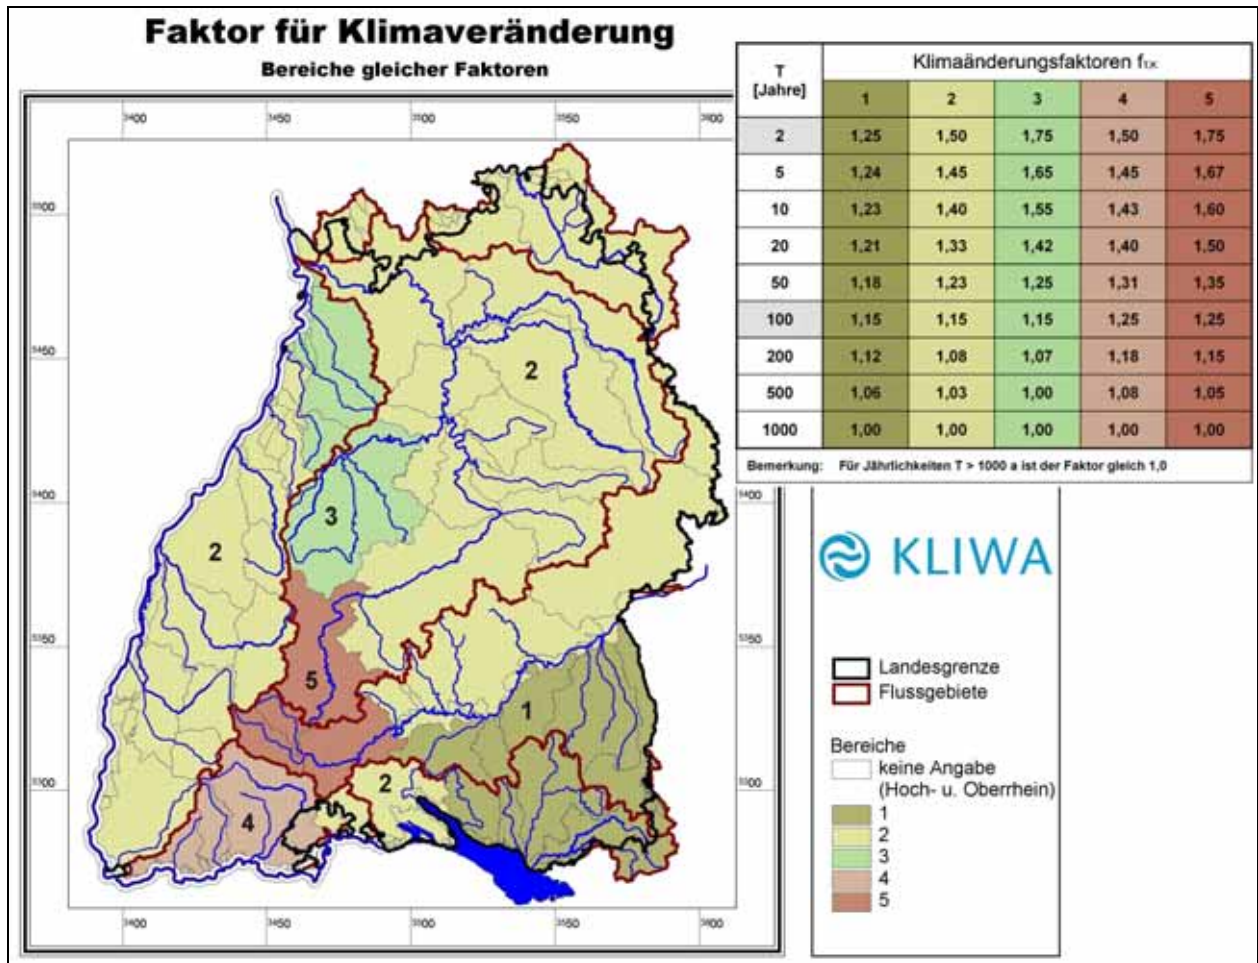 Faktor für Klimaveränderung
Bereiche gleicher Faktoren
T
[Jahre]
Klimaänderungsfaktoren fT,K
1 2 3 4 5
2 1,25 1,50 1,75 1,50 1,75
5 1,24 1,45 1,65 1,45 1,67
10 1,23 1,40 1,55 1,43 1,60
20 1,21 1,33 1,42 1,40 1,50
50 1,18 1,23 1,25 1,31 1,35
100 1,15 1,15 1,15 1,25 1,25
200 1,12 1,08 1,07 1,18 1,15
500 1,06 1,03 1,00 1,08 1,05
1000 1,00 1,00 1,00 1,00 1,00
Bemerkung: Für Jährlichkeiten T > 1000 a ist der Faktor gleich 1,0
3400 3450
5450
5400
5350
2
3
2
5
1
2
4
3400 3450
KLIWA
Landesgrenze
Flussgebiete
Bereiche
keine Angabe
(Hoch- u. Oberrhein)
1
2
3
4
5